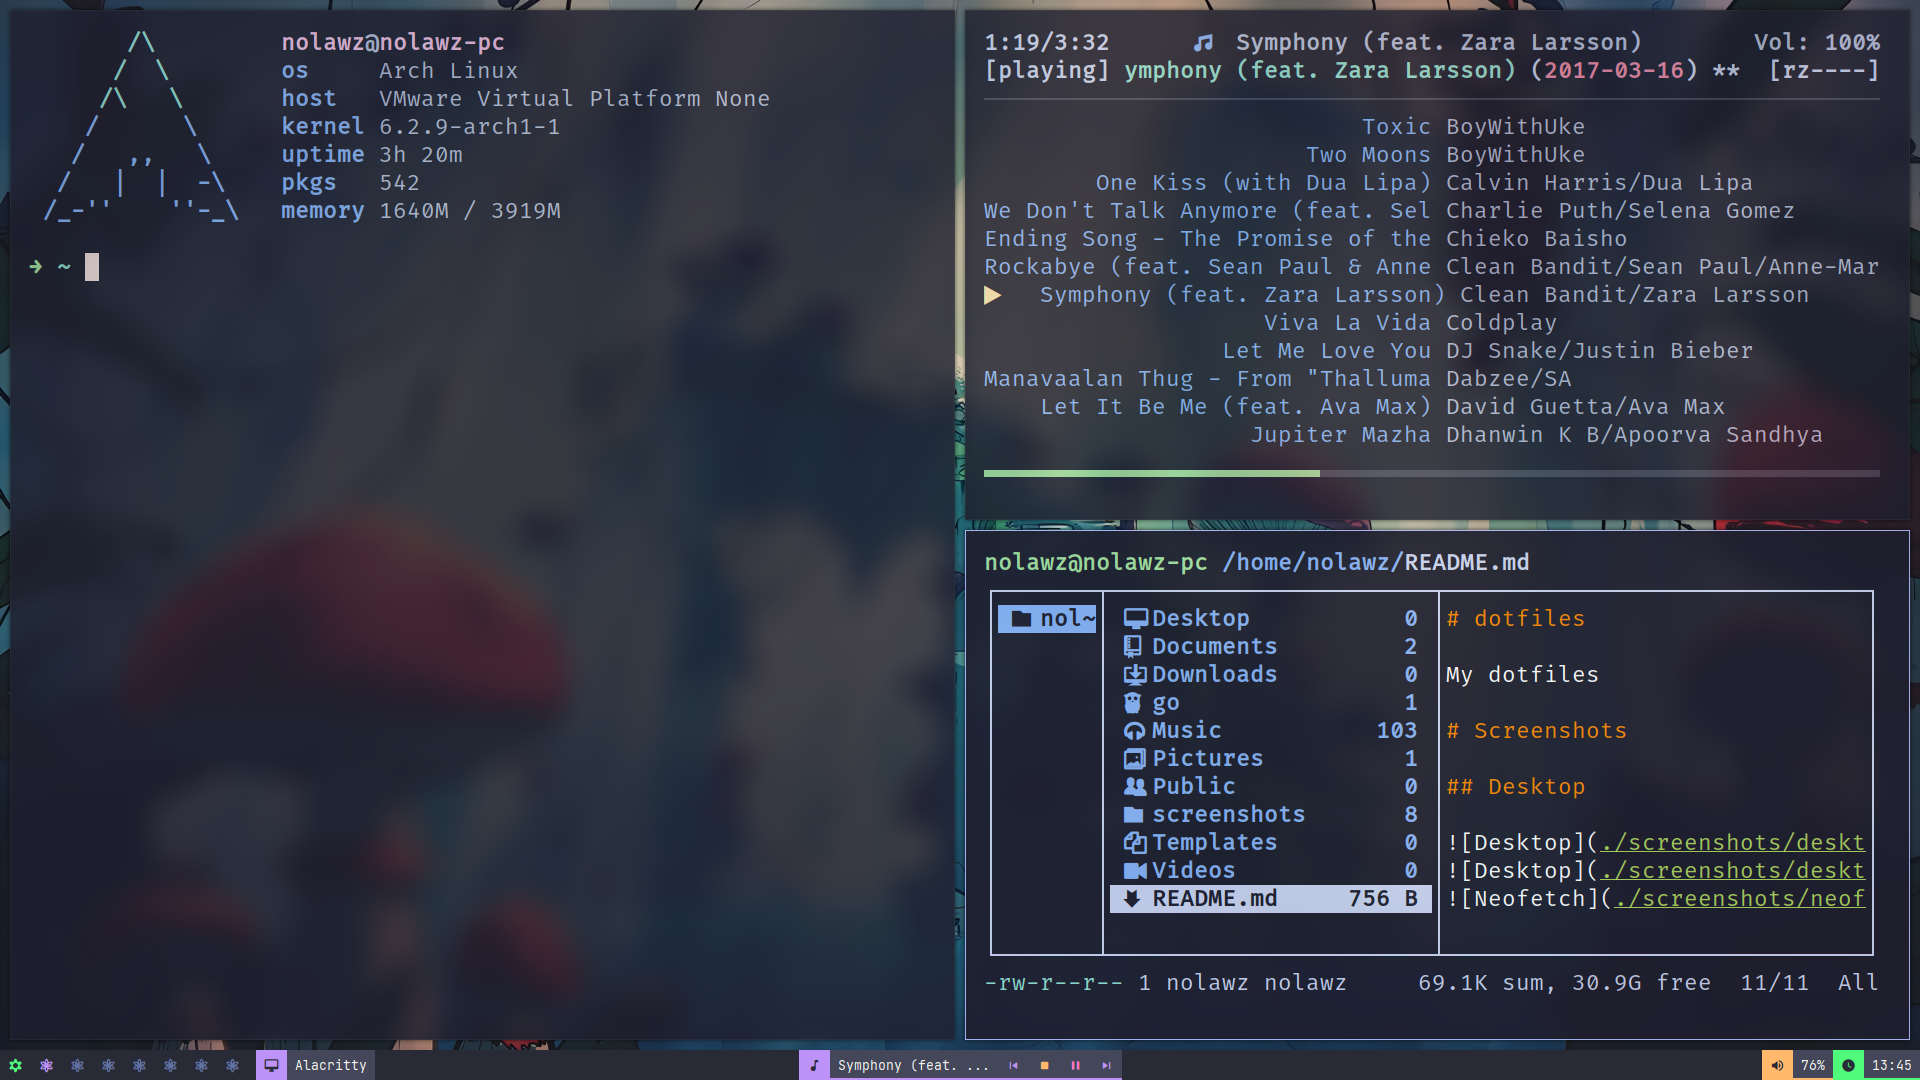 nolawz@nolawz-pc
os Arch Linux
host VMware Virtual Platform None
kernel 6.2.9-arch1-1
uptime 3h 20m
pkgs 542
memory 1640M / 3919M
➜ ~
1:19/3:32 ♫ Symphony (feat. Zara Larsson) Vol: 100%
[playing] ymphony (feat. Zara Larsson) (2017-03-16) ** [rz----]
Toxic BoyWithUke
Two Moons BoyWithUke
One Kiss (with Dua Lipa) Calvin Harris/Dua Lipa
We Don't Talk Anymore (feat. Sel Charlie Puth/Selena Gomez
Ending Song - The Promise of the Chieko Baisho
Rockabye (feat. Sean Paul & Anne Clean Bandit/Sean Paul/Anne-Mar
▶ Symphony (feat. Zara Larsson) Clean Bandit/Zara Larsson
Viva La Vida Coldplay
Let Me Love You DJ Snake/Justin Bieber
Manavaalan Thug - From "Thalluma Dabzee/SA
Let It Be Me (feat. Ava Max) David Guetta/Ava Max
Jupiter Mazha Dhanwin K B/Apoorva Sandhya
nolawz@nolawz-pc /home/nolawz/README.md
nol~
Desktop 0
Documents 2
Downloads 0
go 1
Music 103
Pictures 1
Public 0
screenshots 8
Templates 0
Videos 0
README.md 756 B
# dotfiles
My dotfiles
# Screenshots
## Desktop
![Desktop](./screenshots/deskt
![Desktop](./screenshots/deskt
![Neofetch](./screenshots/neof
-rw-r--r-- 1 nolawz nolawz 69.1K sum, 30.9G free 11/11 All
Alacritty
Symphony (feat. ...
76%
13:45